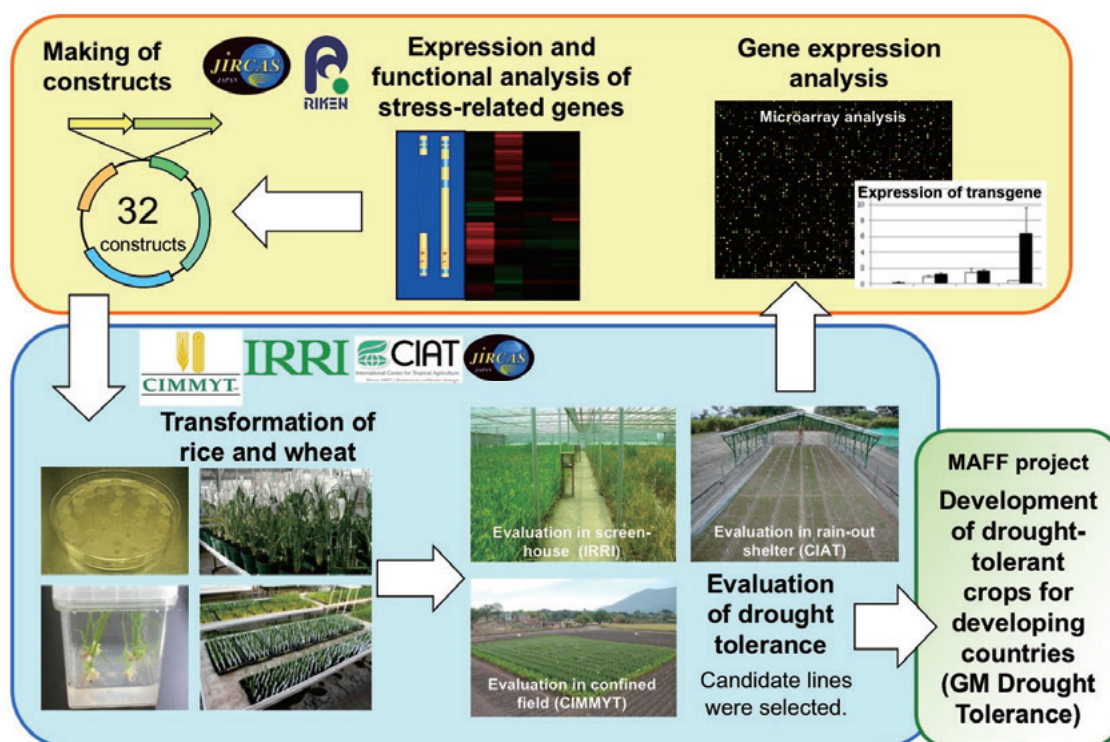 Making of
constructs
JIRCAS
JAPAN
RIKEN
Expression and
functional analysis of
stress-related genes
Gene expression
analysis
Microarray analysis
Expression of transgene
10
8
6
4
2
0
32
constructs
CIMMYT
IRRI
CIAT
International Center for Tropical Agriculture
JIRCAS
JAPAN
Transformation of
rice and wheat
Evaluation in screen-
house (IRRI)
Evaluation in rain-out
shelter (CIAT)
Evaluation in confined
field (CIMMYT)
Evaluation
of drought
tolerance
Candidate lines
were selected.
MAFF project
Development
of drought-
tolerant
crops for
developing
countries
(GM Drought
Tolerance)